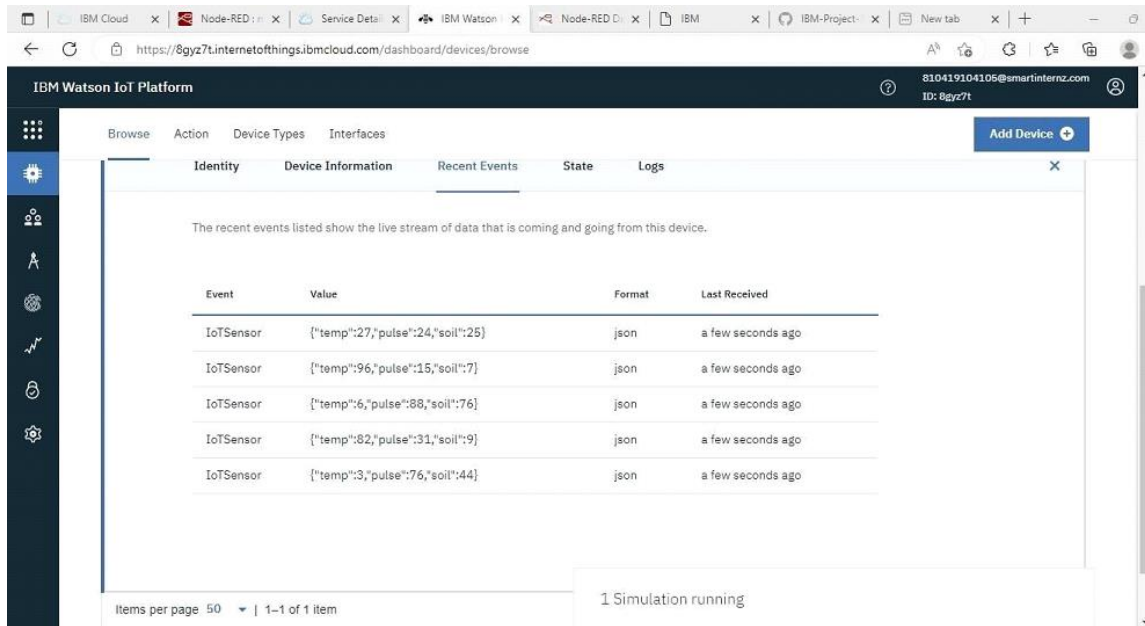 IBM Cloud
Node-RED : n
Service Detail
IBM Watson
Node-RED D
IBM
IBM-Project-
New tab
https://8gyz7t.internetofthings.ibmcloud.com/dashboard/devices/browse
IBM Watson IoT Platform
810419104105@smartinternz.com
ID: 8gyz7t
Browse Action Device Types Interfaces
Add Device
Identity Device Information Recent Events State Logs
The recent events listed show the live stream of data that is coming and going from this device.
Event Value Format Last Received
IoTSensor {"temp":27,"pulse":24,"soil":25} json a few seconds ago
IoTSensor {"temp":96,"pulse":15,"soil":7} json a few seconds ago
IoTSensor {"temp":6,"pulse":88,"soil":76} json a few seconds ago
IoTSensor {"temp":82,"pulse":31,"soil":9} json a few seconds ago
IoTSensor {"temp":3,"pulse":76,"soil":44} json a few seconds ago
Items per page 50 | 1–1 of 1 item
1 Simulation running